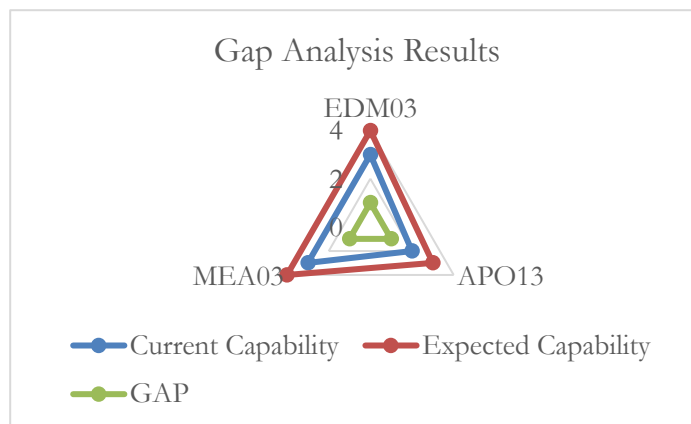 Gap Analysis Results
EDM03
4
2
0
MEA03
APO13
Current Capability
Expected Capability
GAP